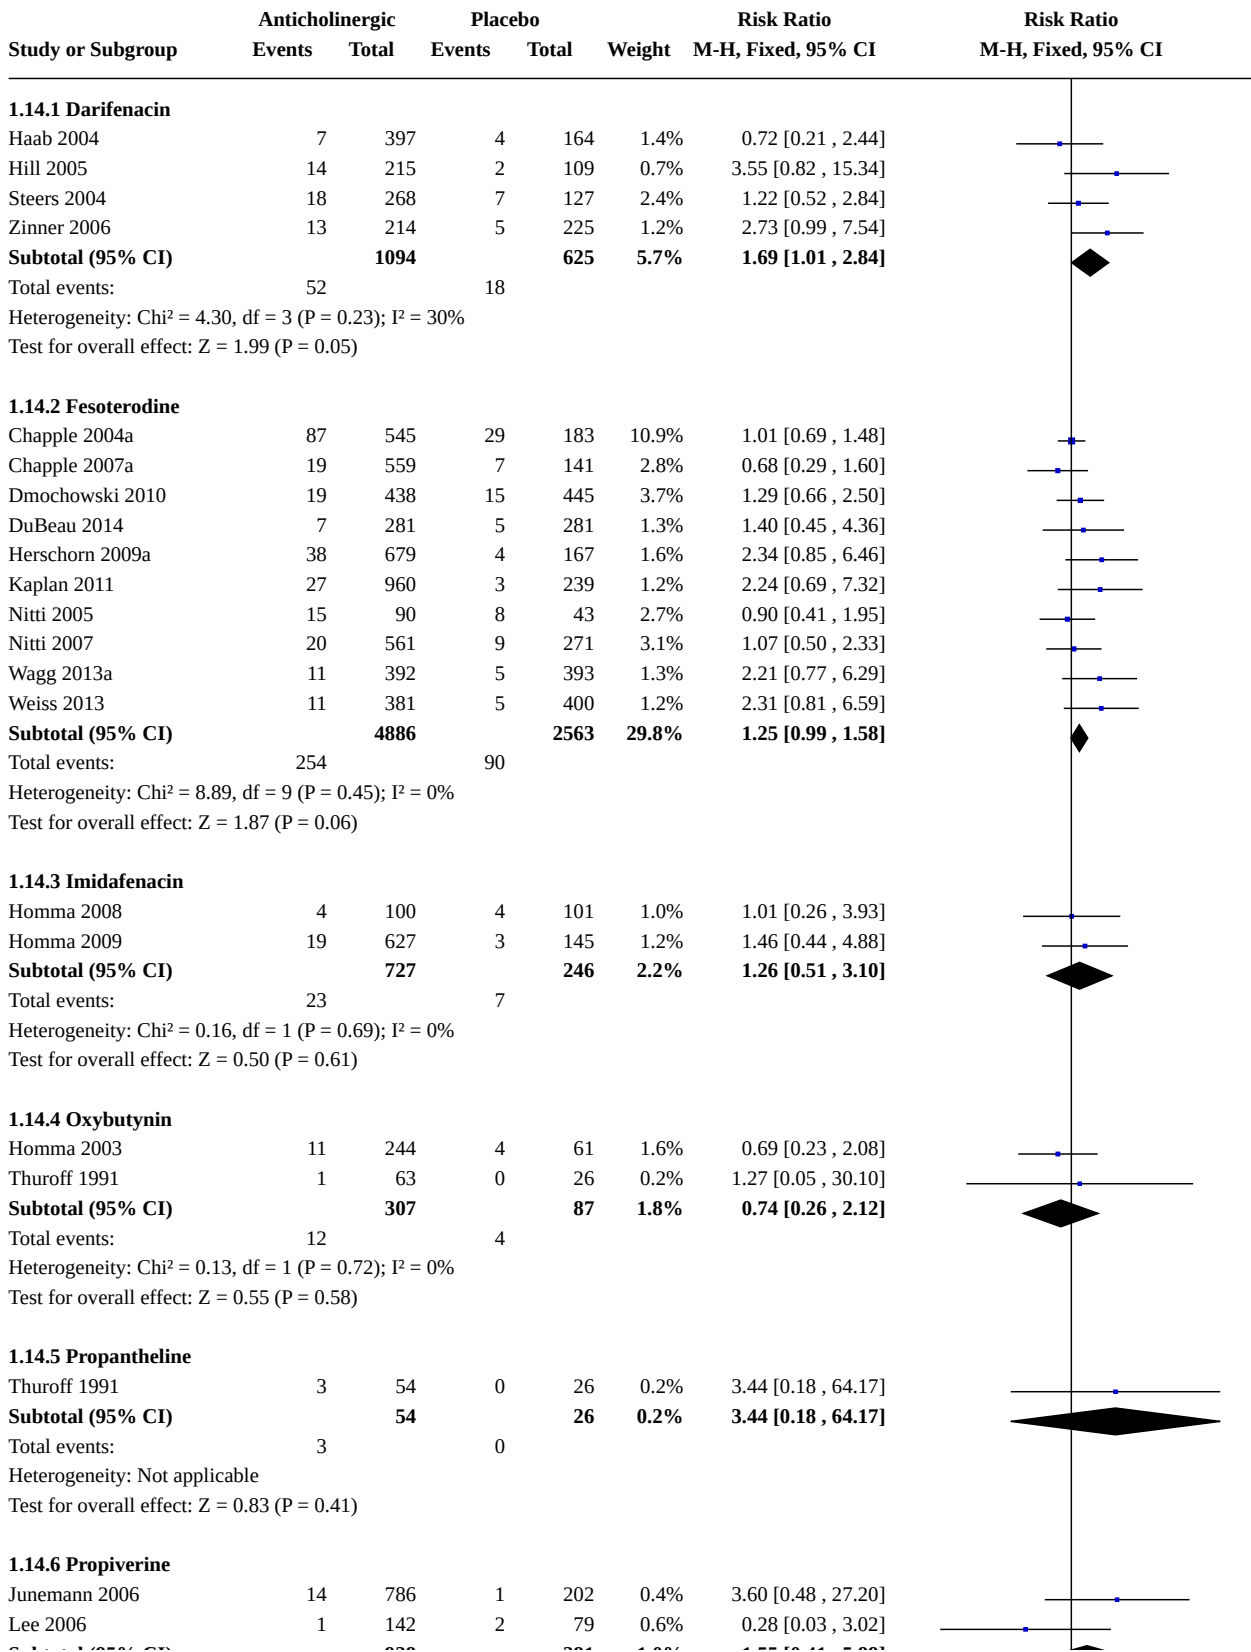 Anticholinergic Placebo Risk Ratio Risk Ratio
Study or Subgroup Events Total Events Total Weight M-H, Fixed, 95% CI M-H, Fixed, 95% CI
1.14.1 Darifenacin
Haab 2004 7 397 4 164 1.4% 0.72 [0.21 , 2.44]
Hill 2005 14 215 2 109 0.7% 3.55 [0.82 , 15.34]
Steers 2004 18 268 7 127 2.4% 1.22 [0.52 , 2.84]
Zinner 2006 13 214 5 225 1.2% 2.73 [0.99 , 7.54]
Subtotal (95% CI) 1094 625 5.7% 1.69 [1.01 , 2.84]
Total events: 52 18
Heterogeneity: Chi² = 4.30, df = 3 (P = 0.23); I² = 30%
Test for overall effect: Z = 1.99 (P = 0.05)
1.14.2 Fesoterodine
Chapple 2004a 87 545 29 183 10.9% 1.01 [0.69 , 1.48]
Chapple 2007a 19 559 7 141 2.8% 0.68 [0.29 , 1.60]
Dmochowski 2010 19 438 15 445 3.7% 1.29 [0.66 , 2.50]
DuBeau 2014 7 281 5 281 1.3% 1.40 [0.45 , 4.36]
Herschorn 2009a 38 679 4 167 1.6% 2.34 [0.85 , 6.46]
Kaplan 2011 27 960 3 239 1.2% 2.24 [0.69 , 7.32]
Nitti 2005 15 90 8 43 2.7% 0.90 [0.41 , 1.95]
Nitti 2007 20 561 9 271 3.1% 1.07 [0.50 , 2.33]
Wagg 2013a 11 392 5 393 1.3% 2.21 [0.77 , 6.29]
Weiss 2013 11 381 5 400 1.2% 2.31 [0.81 , 6.59]
Subtotal (95% CI) 4886 2563 29.8% 1.25 [0.99 , 1.58]
Total events: 254 90
Heterogeneity: Chi² = 8.89, df = 9 (P = 0.45); I² = 0%
Test for overall effect: Z = 1.87 (P = 0.06)
1.14.3 Imidafenacin
Homma 2008 4 100 4 101 1.0% 1.01 [0.26 , 3.93]
Homma 2009 19 627 3 145 1.2% 1.46 [0.44 , 4.88]
Subtotal (95% CI) 727 246 2.2% 1.26 [0.51 , 3.10]
Total events: 23 7
Heterogeneity: Chi² = 0.16, df = 1 (P = 0.69); I² = 0%
Test for overall effect: Z = 0.50 (P = 0.61)
1.14.4 Oxybutynin
Homma 2003 11 244 4 61 1.6% 0.69 [0.23 , 2.08]
Thuroff 1991 1 63 0 26 0.2% 1.27 [0.05 , 30.10]
Subtotal (95% CI) 307 87 1.8% 0.74 [0.26 , 2.12]
Total events: 12 4
Heterogeneity: Chi² = 0.13, df = 1 (P = 0.72); I² = 0%
Test for overall effect: Z = 0.55 (P = 0.58)
1.14.5 Propantheline
Thuroff 1991 3 54 0 26 0.2% 3.44 [0.18 , 64.17]
Subtotal (95% CI) 54 26 0.2% 3.44 [0.18 , 64.17]
Total events: 3 0
Heterogeneity: Not applicable
Test for overall effect: Z = 0.83 (P = 0.41)
1.14.6 Propiverine
Junemann 2006 14 786 1 202 0.4% 3.60 [0.48 , 27.20]
Lee 2006 1 142 2 79 0.6% 0.28 [0.03 , 3.02]